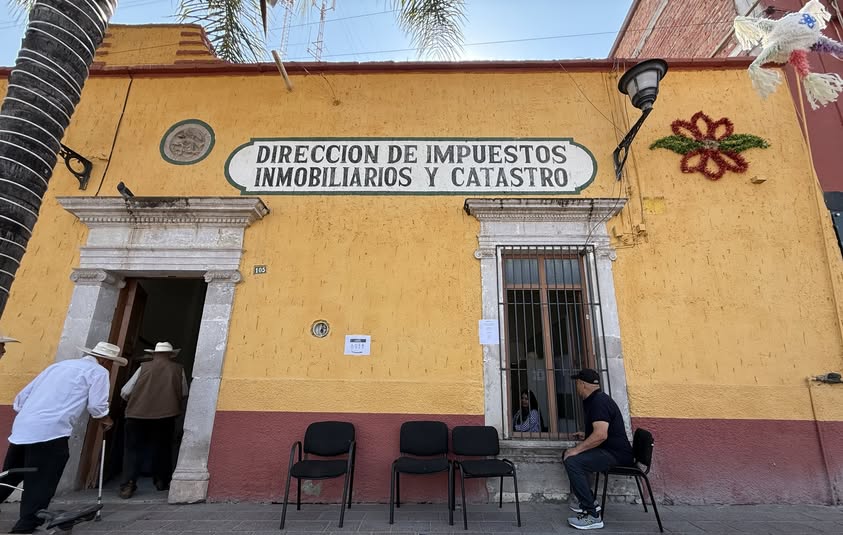 DIRECCION DE IMPUESTOS
INMOBILIARIOS Y CATASTRO
105